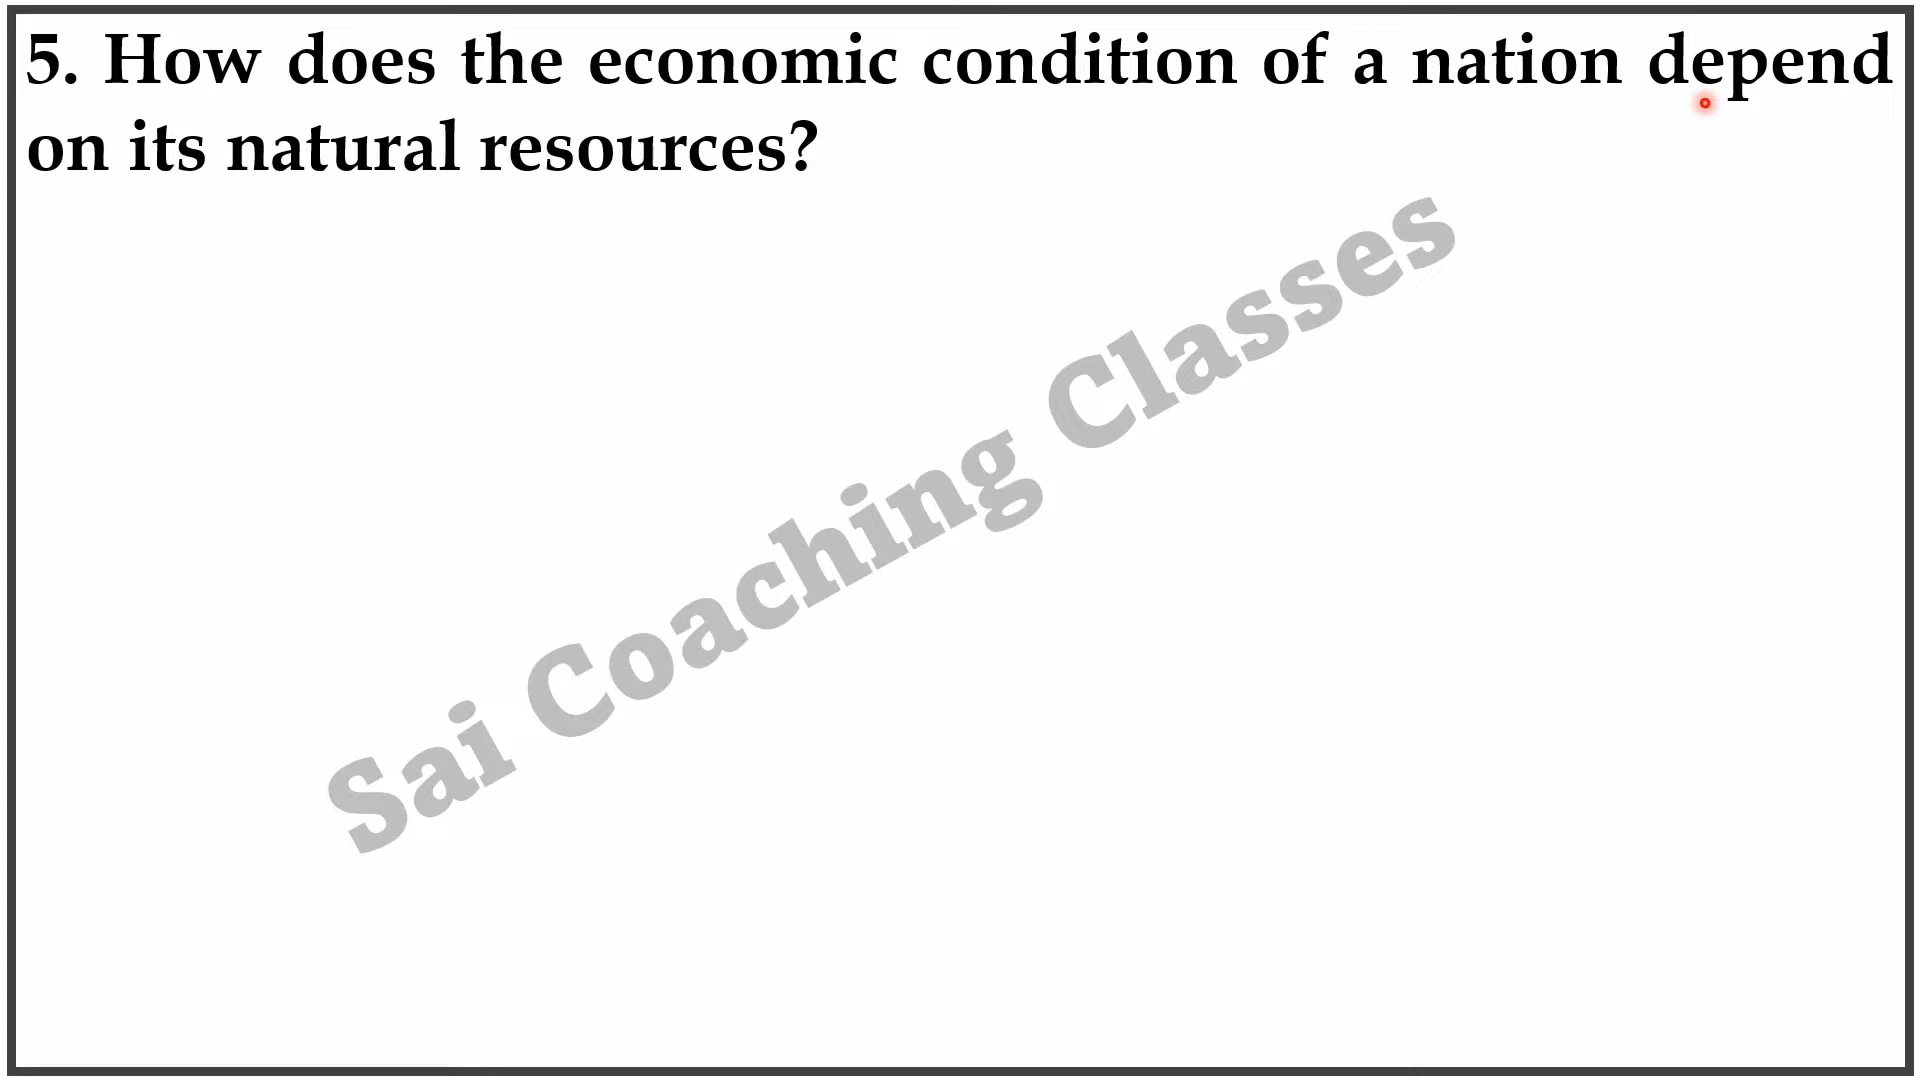 5. How does the economic condition of a nation depend
on its natural resources?
Sai Coaching Classes